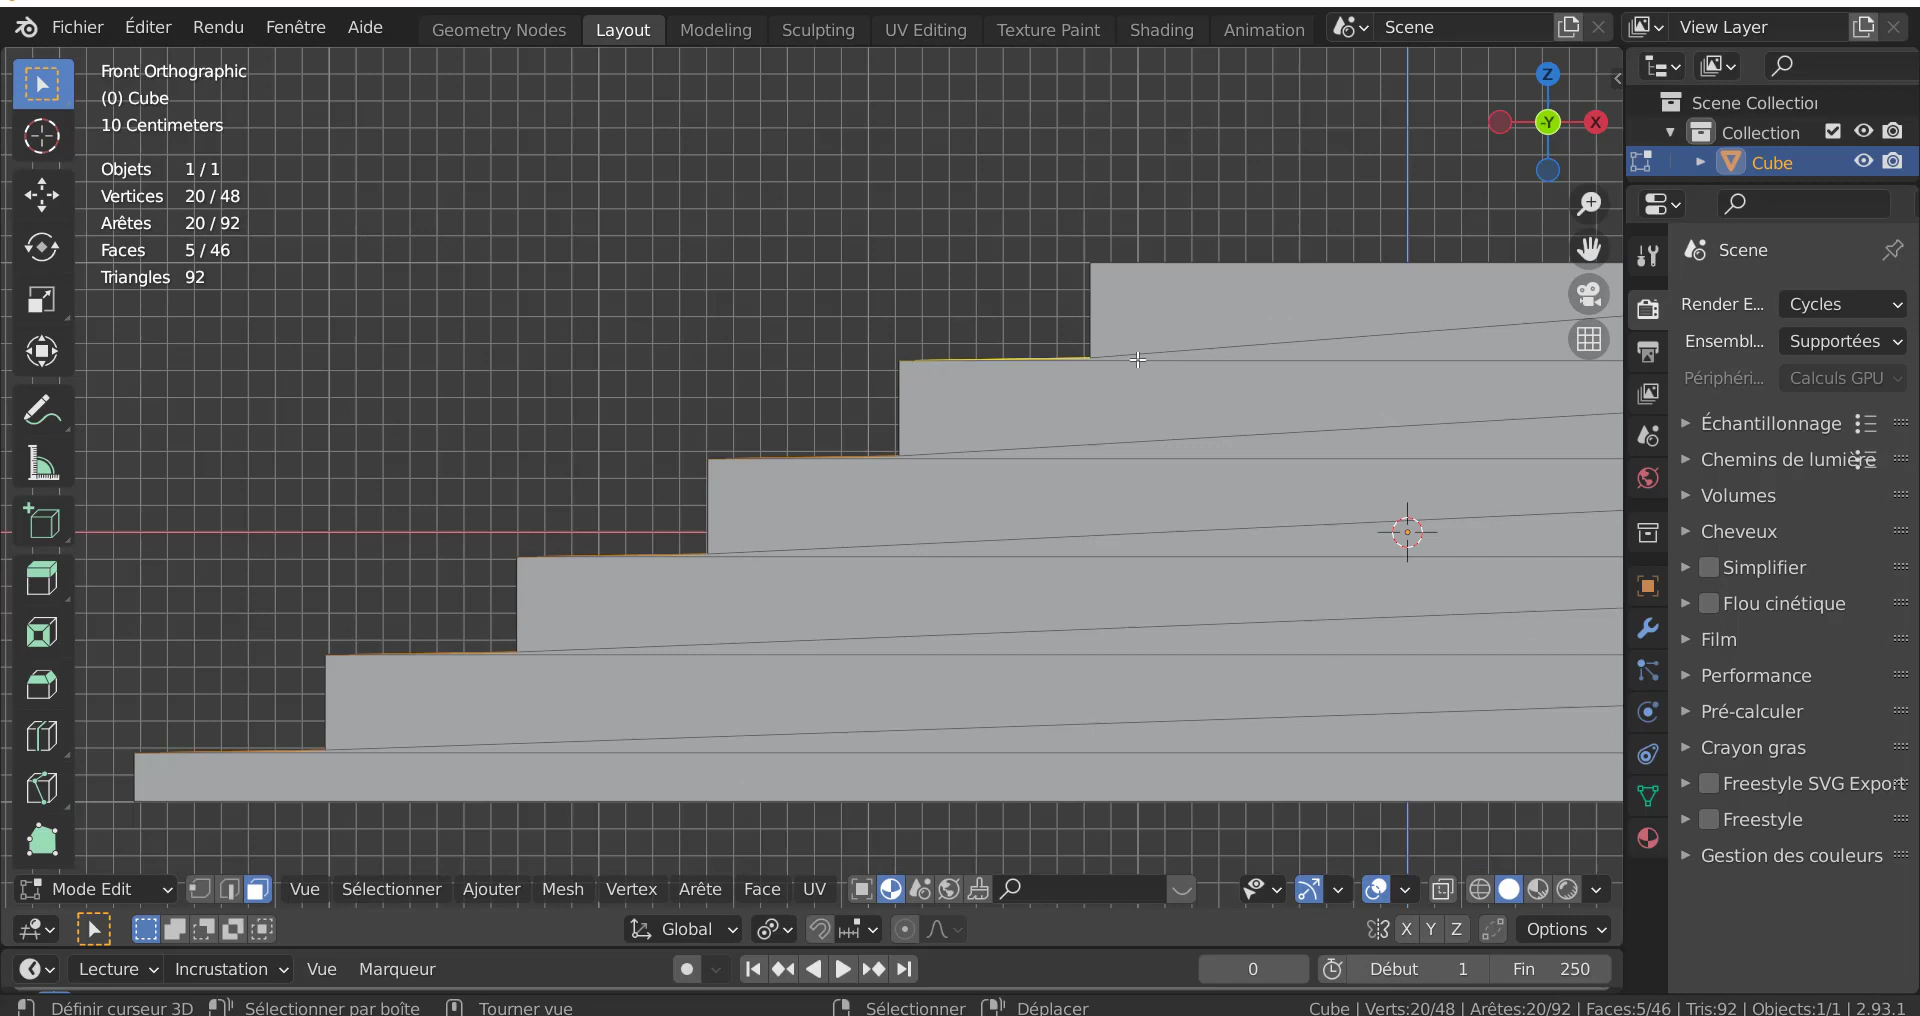 Fichier Éditer Rendu Fenêtre Aide Geometry Nodes Layout Modeling Sculpting UV Editing Texture Paint Shading Animation Scene View Layer
Front Orthographic
(0) Cube
10 Centimeters
Objets 1 / 1
Vertices 20 / 48
Arêtes 20 / 92
Faces 5 / 46
Triangles 92
Z
-Y
X
Scene Collectio
Collection
Cube
Scene
Render E... Cycles
Ensembl... Supportées
Périphéri... Calculs GPU
Échantillonnage
Chemins de lumière
Volumes
Cheveux
Simplifier
Flou cinétique
Film
Performance
Pré-calculer
Crayon gras
Freestyle SVG Export
Freestyle
Gestion des couleurs
Mode Edit Vue Sélectionner Ajouter Mesh Vertex Arête Face UV
Global X Y Z Options
Lecture Incrustation Vue Marqueur 0 Début 1 Fin 250
Définir curseur 3D Sélectionner par boîte Tourner vue Sélectionner Déplacer Cube | Verts:20/48 | Arêtes:20/92 | Faces:5/46 | Tris:92 | Objects:1/1 | 2.93.1